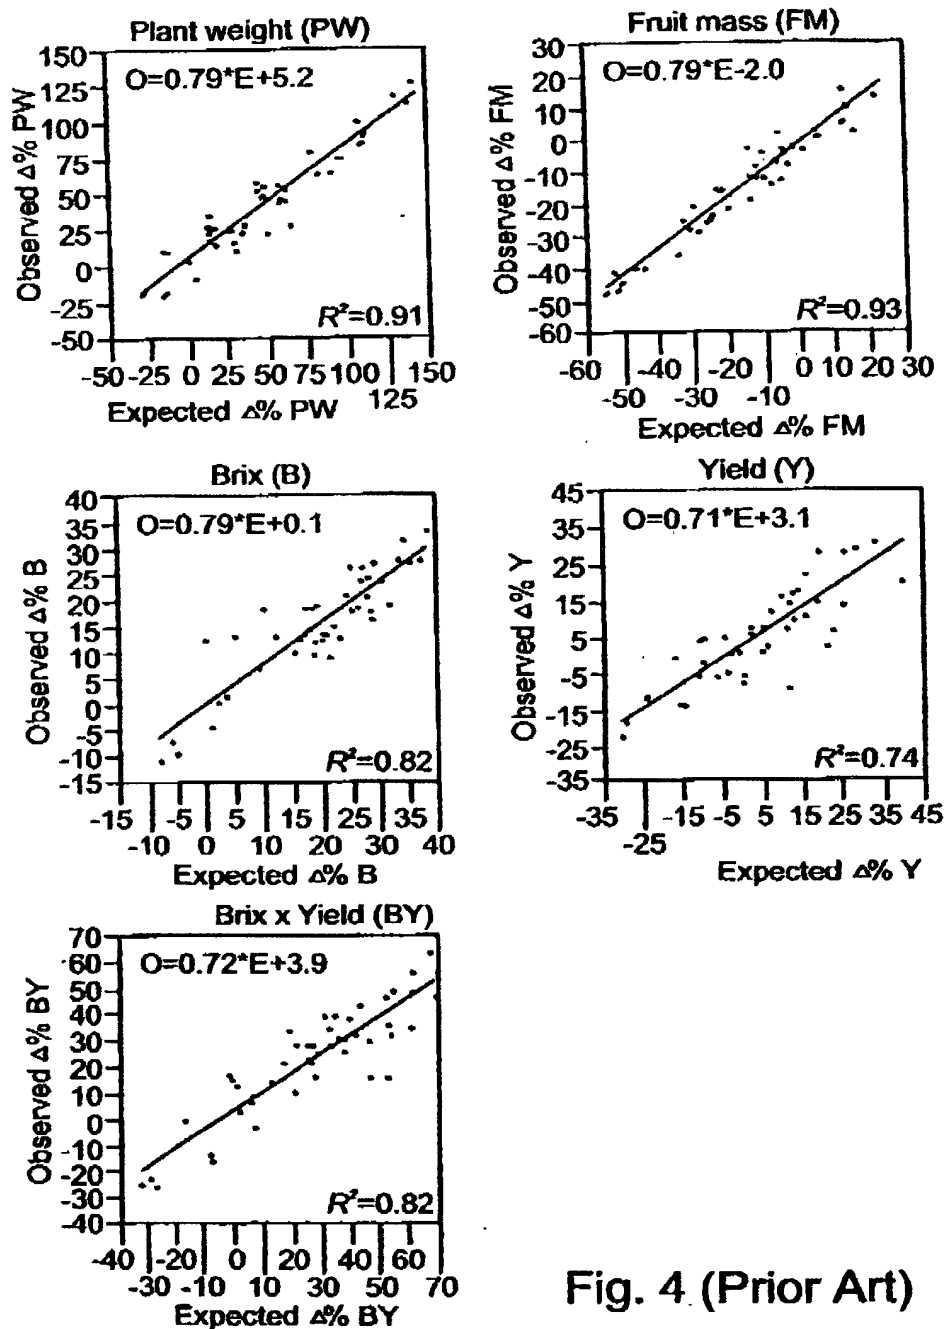 Plant weight (PW)
O=0.79*E+5.2
R²=0.91
Observed Δ% PW
150
125
100
75
50
25
0
-25
-50
-50 -25 0 25 50 75 100 150
125
Expected Δ% PW
Fruit mass (FM)
O=0.79*E-2.0
R²=0.93
Observed Δ% FM
30
20
10
0
-10
-20
-30
-40
-50
-60
-60 -40 -20 0 10 20 30
-50 -30 -10
Expected Δ% FM
Brix (B)
O=0.79*E+0.1
R²=0.82
Observed Δ% B
40
35
30
25
20
15
10
5
0
-5
-10
-15
-15 -5 5 15 25 35
-10 0 10 20 30 40
Expected Δ% B
Yield (Y)
O=0.71*E+3.1
R²=0.74
Observed Δ% Y
45
35
25
15
5
-5
-15
-25
-35
-35 -15 -5 5 15 25 35 45
-25
Expected Δ% Y
Brix x Yield (BY)
O=0.72*E+3.9
R²=0.82
Observed Δ% BY
70
60
50
40
30
20
10
0
-10
-20
-30
-40
-40 -20 0 20 40 60
-30 -10 10 30 50 70
Expected Δ% BY
Fig. 4 (Prior Art)